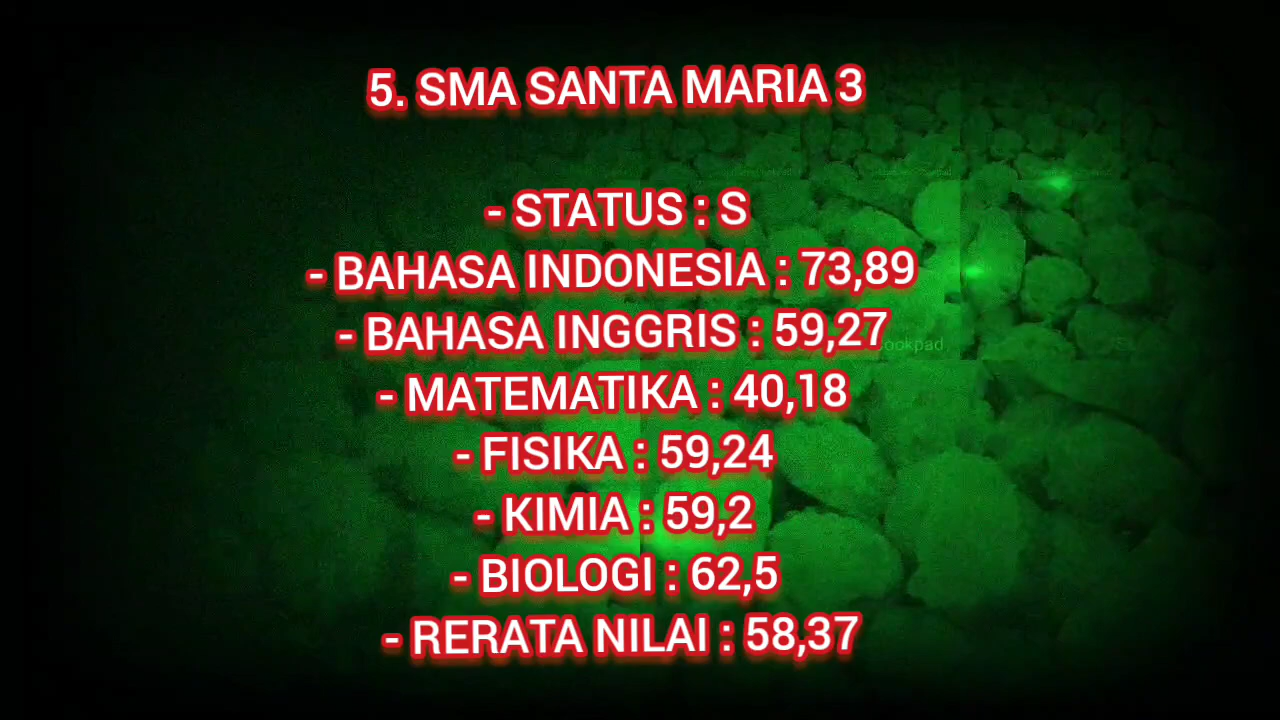 5. SMA SANTA MARIA 3
- STATUS : S
- BAHASA INDONESIA : 73,89
- BAHASA INGGRIS : 59,27
cookpad
- MATEMATIKA : 40,18
- FISIKA : 59,24
- KIMIA : 59,2
- BIOLOGI : 62,5
- RERATA NILAI : 58,37